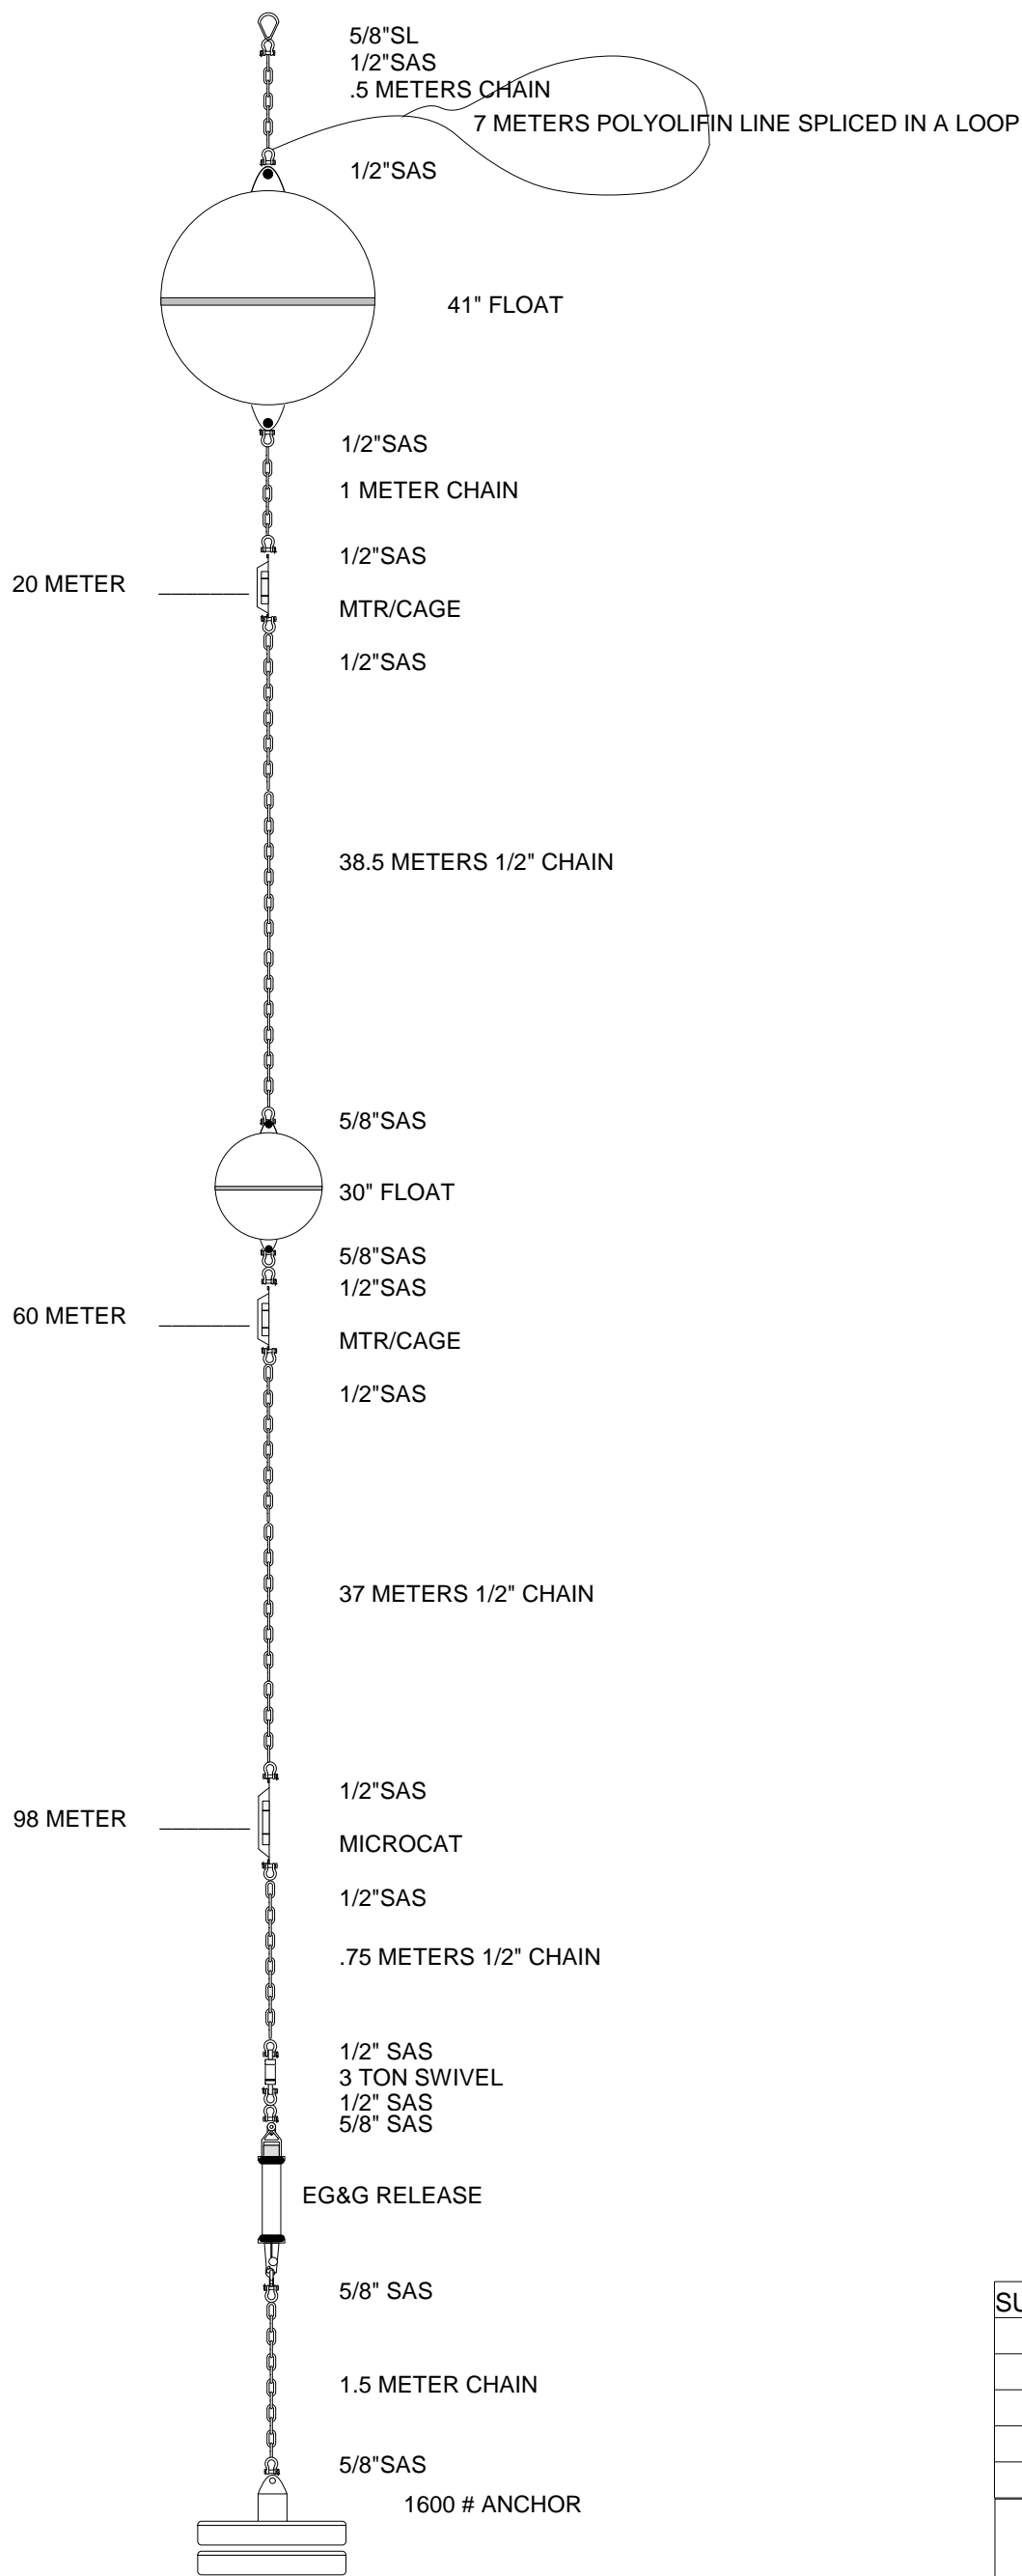 5/8"SL
1/2"SAS
.5 METERS CHAIN
7 METERS POLYOLIFIN LINE SPLICED IN A LOOP
1/2"SAS
41" FLOAT
1/2"SAS
1 METER CHAIN
1/2"SAS
20 METER
MTR/CAGE
1/2"SAS
38.5 METERS 1/2" CHAIN
5/8"SAS
30" FLOAT
5/8"SAS
1/2"SAS
60 METER
MTR/CAGE
1/2"SAS
37 METERS 1/2" CHAIN
1/2"SAS
98 METER
MICROCAT
1/2"SAS
.75 METERS 1/2" CHAIN
1/2" SAS
3 TON SWIVEL
1/2" SAS
5/8" SAS
EG&G RELEASE
5/8" SAS
1.5 METER CHAIN
5/8"SAS
1600 # ANCHOR